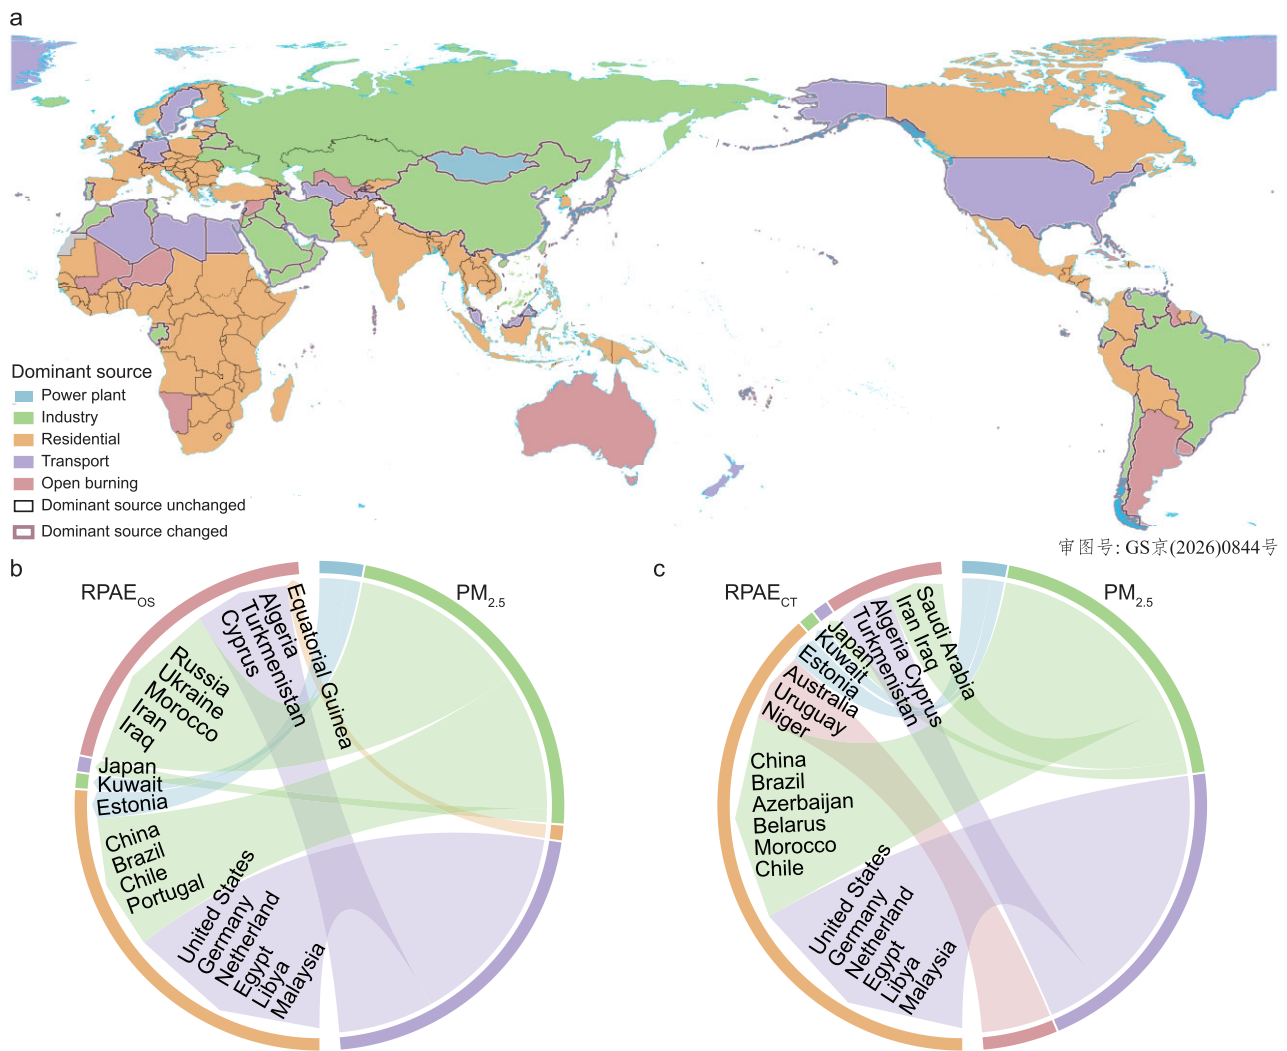 a
Dominant source
Power plant
Industry
Residential
Transport
Open burning
Dominant source unchanged
Dominant source changed
审图号: GS京(2026)0844号
b
RPAE_OS
PM_2.5
Equatorial Guinea
Algeria
Turkmenistan
Cyprus
Russia
Ukraine
Morocco
Iran
Iraq
Japan
Kuwait
Estonia
China
Brazil
Chile
Portugal
United States
Germany
Netherland
Egypt
Libya
Malaysia
c
RPAE_CT
PM_2.5
Saudi Arabia
Iran Iraq
Algeria Cyprus
Turkmenistan
Japan
Kuwait
Estonia
Australia
Uruguay
Niger
China
Brazil
Azerbaijan
Belarus
Morocco
Chile
United States
Germany
Netherland
Egypt
Libya
Malaysia